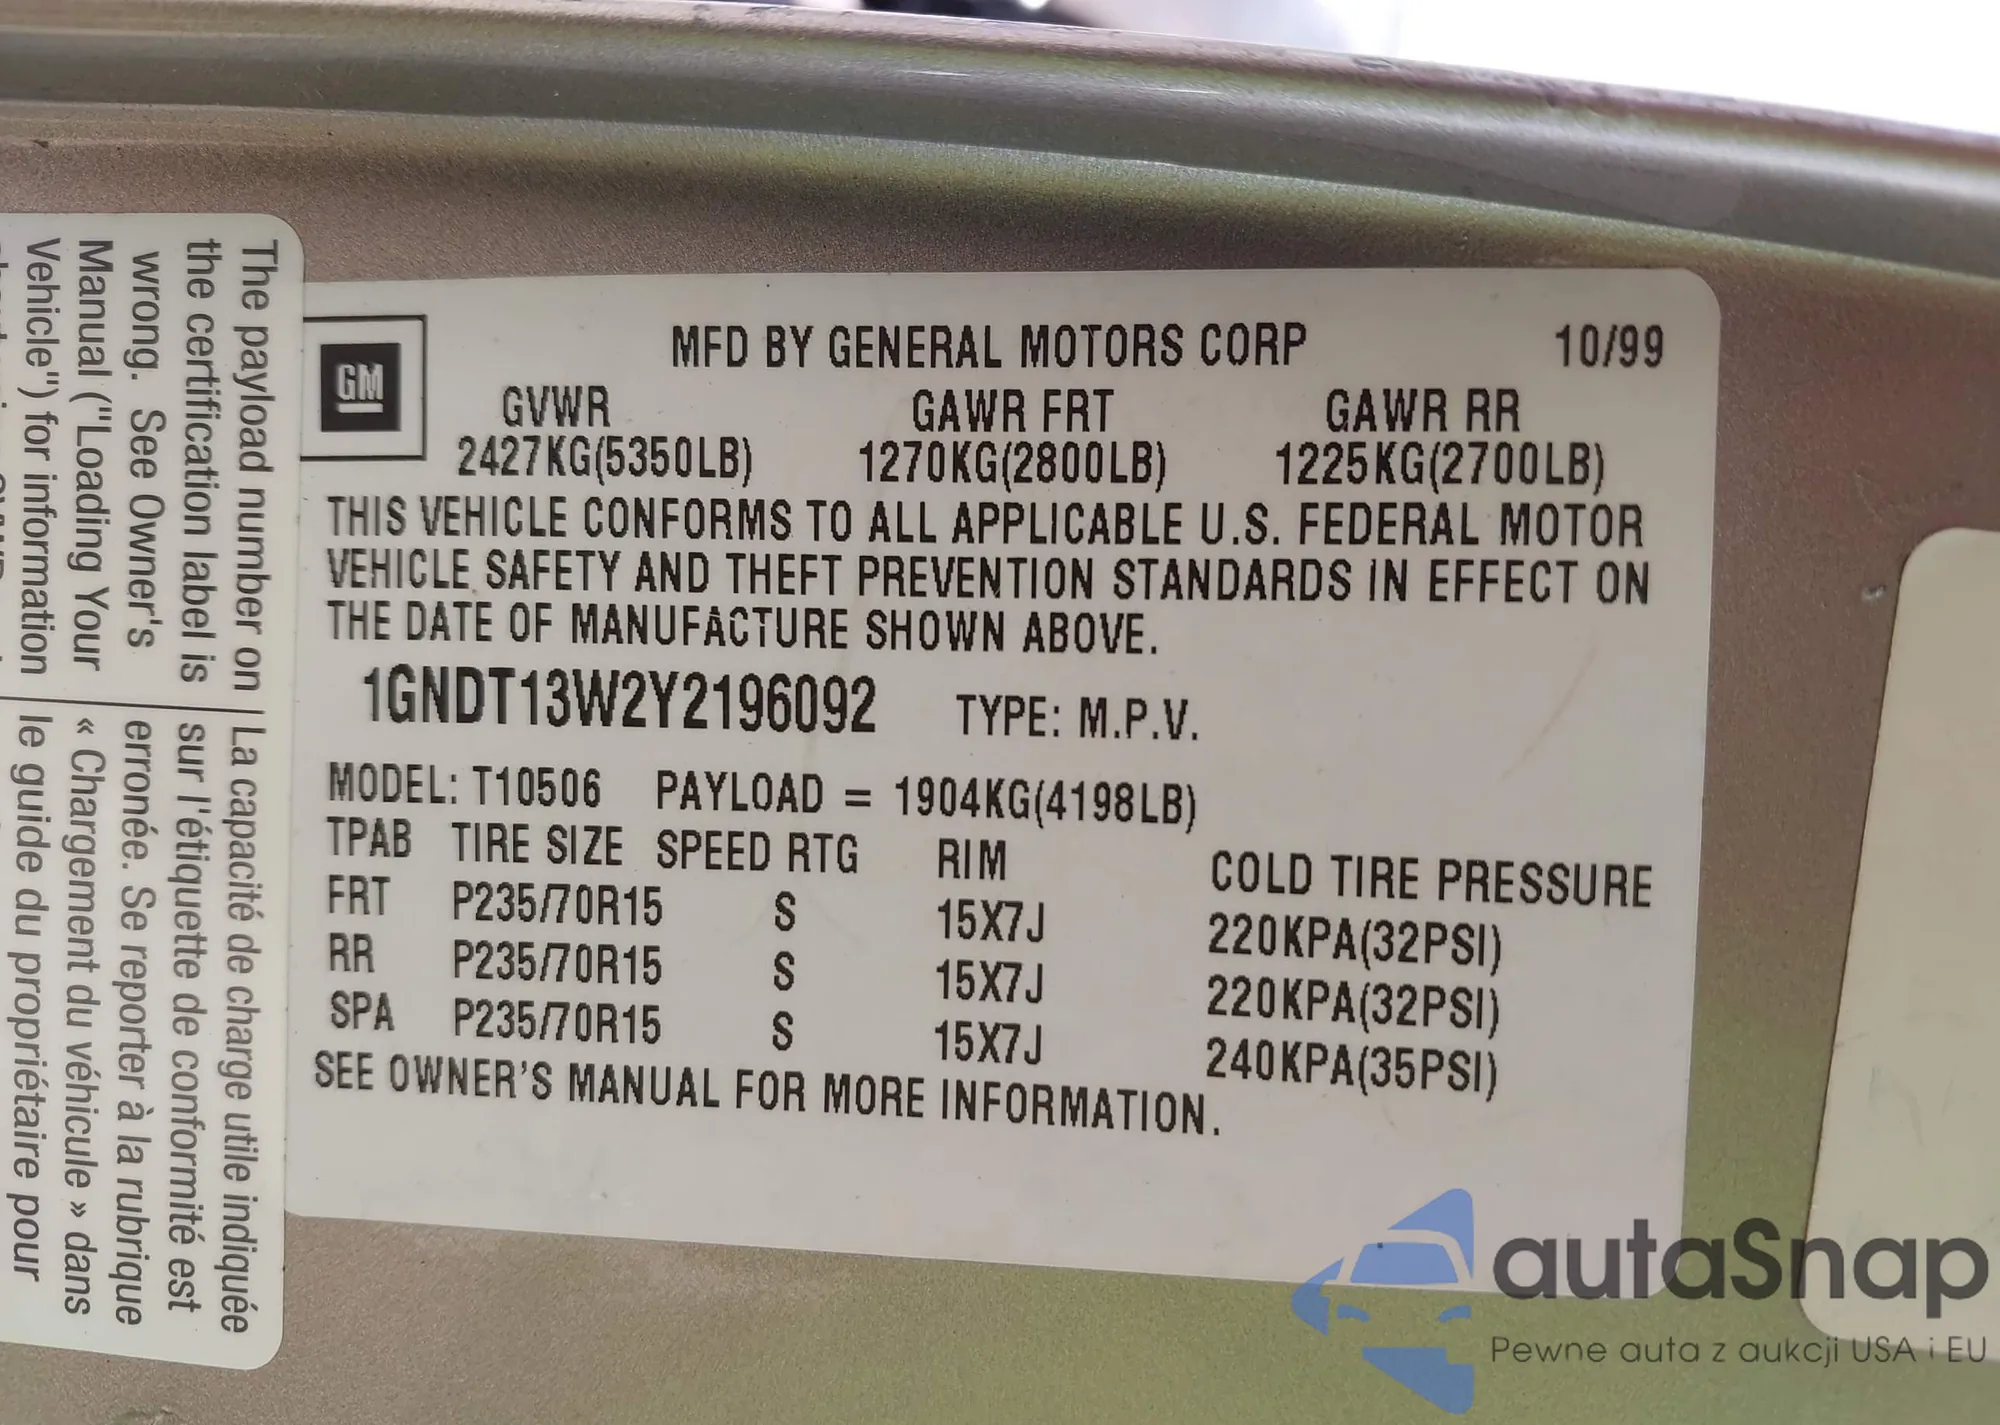 The payload number on
the certification label is
wrong. See Owner's
Manual ("Loading Your
Vehicle") for information
La capacité de charge utile indiquée
sur l'étiquette de conformité est
erronée. Se reporter à la rubrique
« Chargement du véhicule » dans
le guide du propriétaire pour
GM
MFD BY GENERAL MOTORS CORP 10/99
GVWR GAWR FRT GAWR RR
2427KG(5350LB) 1270KG(2800LB) 1225KG(2700LB)
THIS VEHICLE CONFORMS TO ALL APPLICABLE U.S. FEDERAL MOTOR
VEHICLE SAFETY AND THEFT PREVENTION STANDARDS IN EFFECT ON
THE DATE OF MANUFACTURE SHOWN ABOVE.
1GNDT13W2Y2196092 TYPE: M.P.V.
MODEL: T10506 PAYLOAD = 1904KG(4198LB)
TPAB TIRE SIZE SPEED RTG RIM COLD TIRE PRESSURE
FRT P235/70R15 S 15X7J 220KPA(32PSI)
RR P235/70R15 S 15X7J 220KPA(32PSI)
SPA P235/70R15 S 15X7J 240KPA(35PSI)
SEE OWNER'S MANUAL FOR MORE INFORMATION.
autaSnap
Pewne auta z aukcji USA i EU